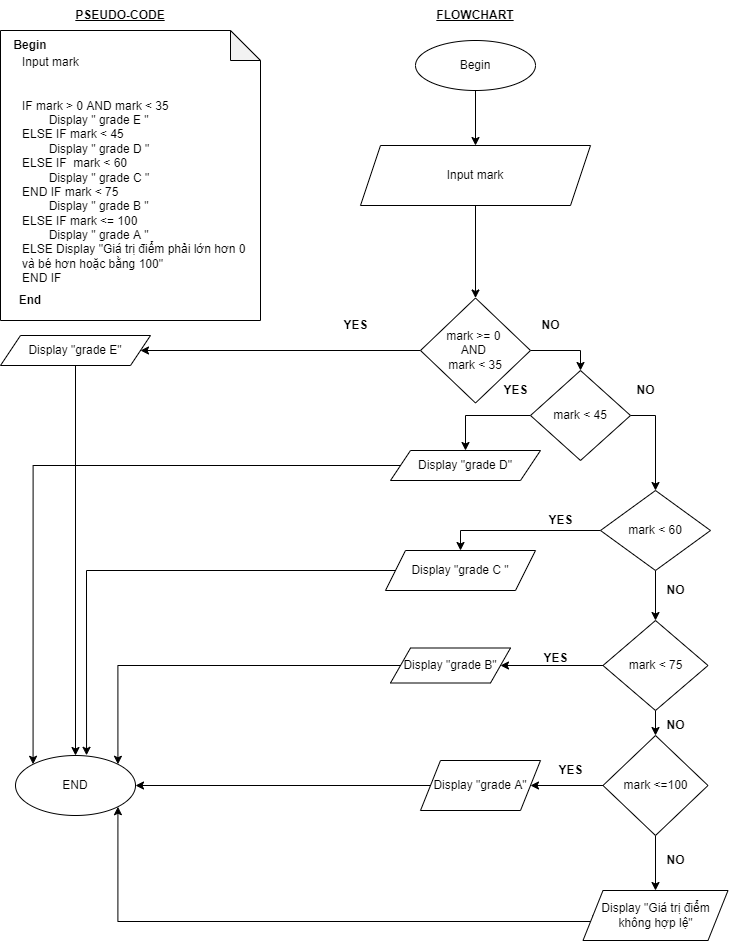 PSEUDO-CODE
Begin
Input mark
IF mark > 0 AND mark < 35
Display " grade E "
ELSE IF mark < 45
Display " grade D "
ELSE IF  mark < 60
Display " grade C "
END IF mark < 75
Display " grade B "
ELSE IF mark <= 100
Display " grade A "
ELSE Display "Giá trị điểm phải lớn hơn 0
và bé hơn hoặc bằng 100"
END IF
End
FLOWCHART
Begin
Input mark
mark >= 0
AND
mark < 35
YES
NO
Display "grade E"
mark < 45
YES
NO
Display "grade D"
mark < 60
YES
NO
Display "grade C "
mark < 75
YES
NO
Display "grade B"
mark <=100
YES
NO
Display "grade A"
END
Display "Giá trị điểm
không hợp lệ"